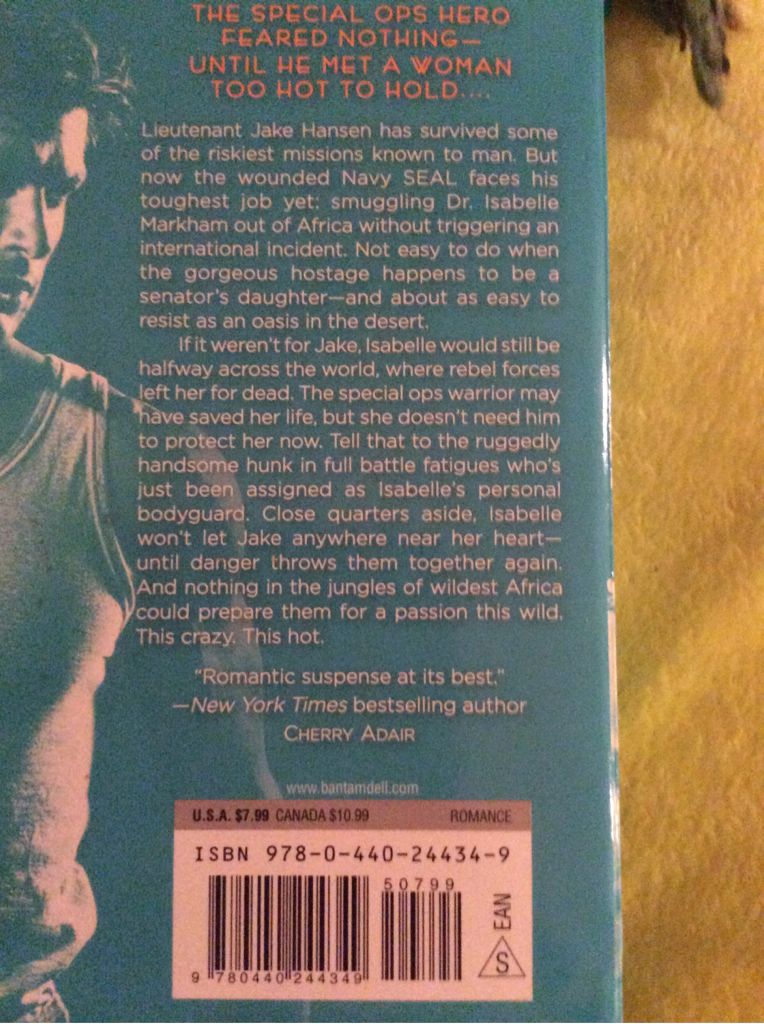 THE SPECIAL OPS HERO
FEARED NOTHING—
UNTIL HE MET A WOMAN
TOO HOT TO HOLD....
Lieutenant Jake Hansen has survived some
of the riskiest missions known to man. But
now the wounded Navy SEAL faces his
toughest job yet: smuggling Dr. Isabelle
Markham out of Africa without triggering an
international incident. Not easy to do when
the gorgeous hostage happens to be a
senator's daughter—and about as easy to
resist as an oasis in the desert.
If it weren't for Jake, Isabelle would still be
halfway across the world, where rebel forces
left her for dead. The special ops warrior may
have saved her life, but she doesn't need him
to protect her now. Tell that to the ruggedly
handsome hunk in full battle fatigues who's
just been assigned as Isabelle's personal
bodyguard. Close quarters aside, Isabelle
won't let Jake anywhere near her heart—
until danger throws them together again.
And nothing in the jungles of wildest Africa
could prepare them for a passion this wild.
This crazy. This hot.
"Romantic suspense at its best."
—New York Times bestselling author
CHERRY ADAIR
www.bantamdell.com
U.S.A. $7.99 CANADA $10.99 ROMANCE
ISBN 978-0-440-24434-9
50799
EAN
S
9 780440 244349